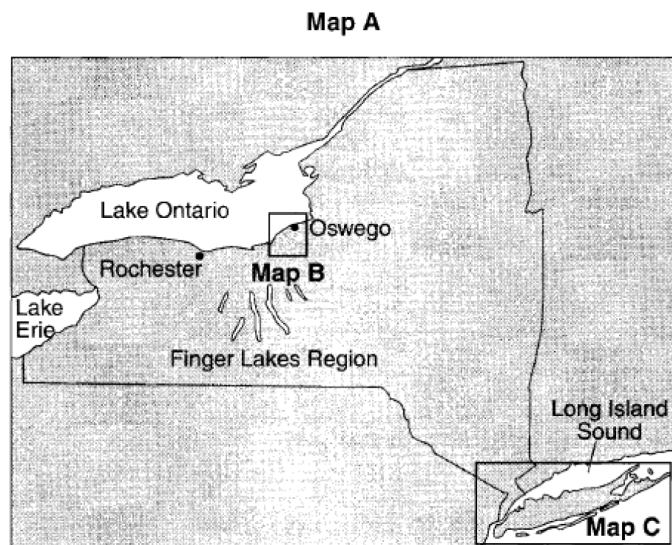 Map A
Lake Ontario
Oswego
Rochester
Map B
Lake
Erie
Finger Lakes Region
Long Island
Sound
Map C